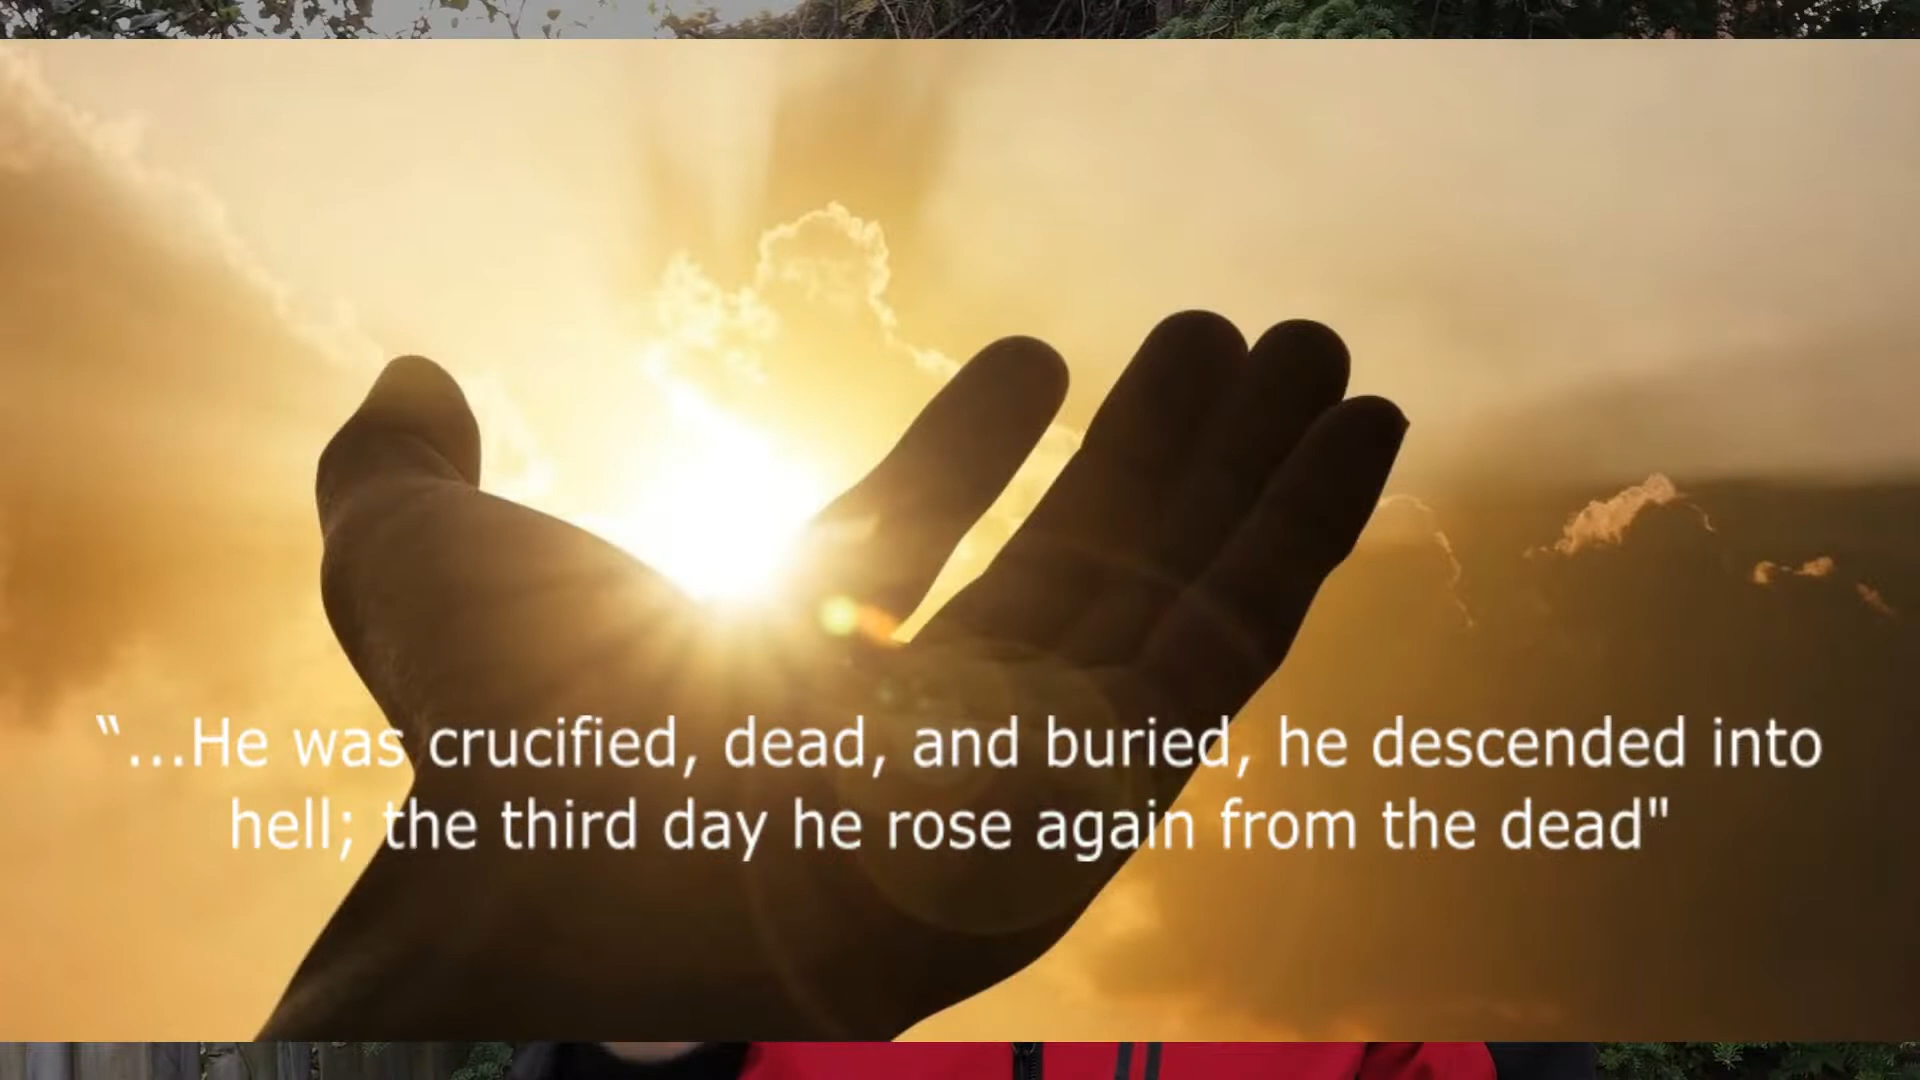 “...He was crucified, dead, and buried, he descended into
hell; the third day he rose again from the dead"